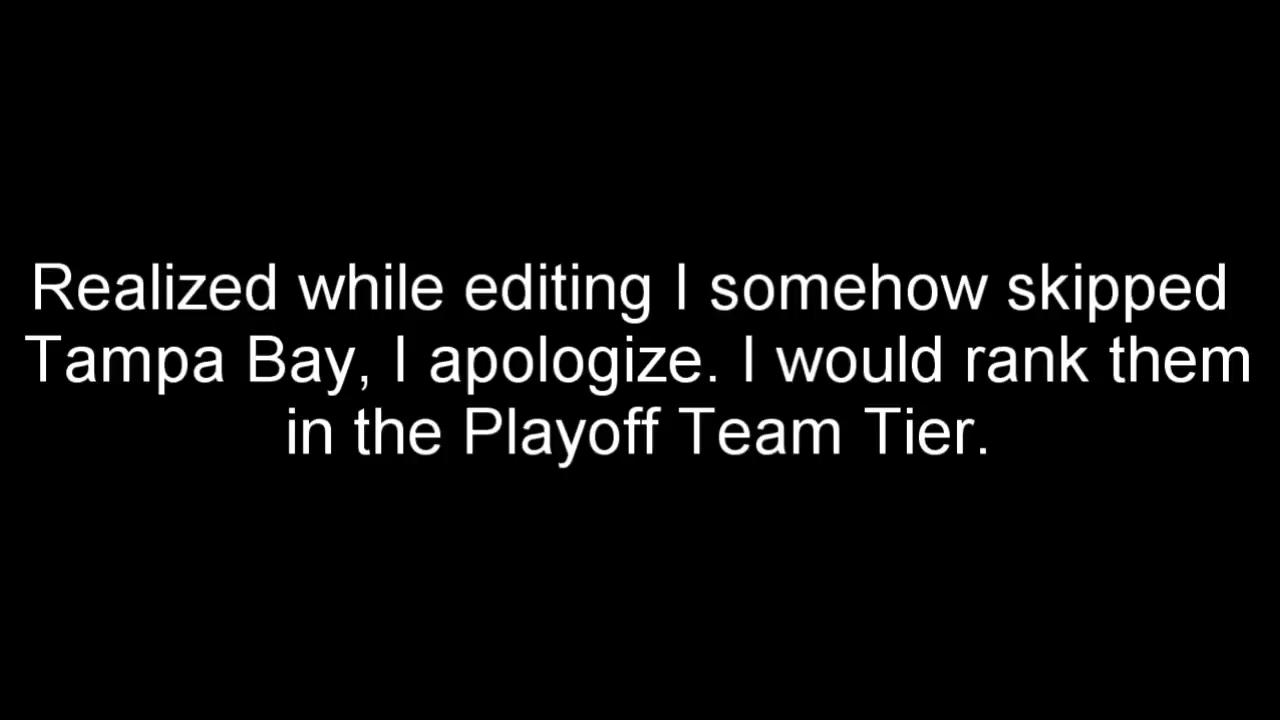 Realized while editing I somehow skipped
Tampa Bay, I apologize. I would rank them
in the Playoff Team Tier.